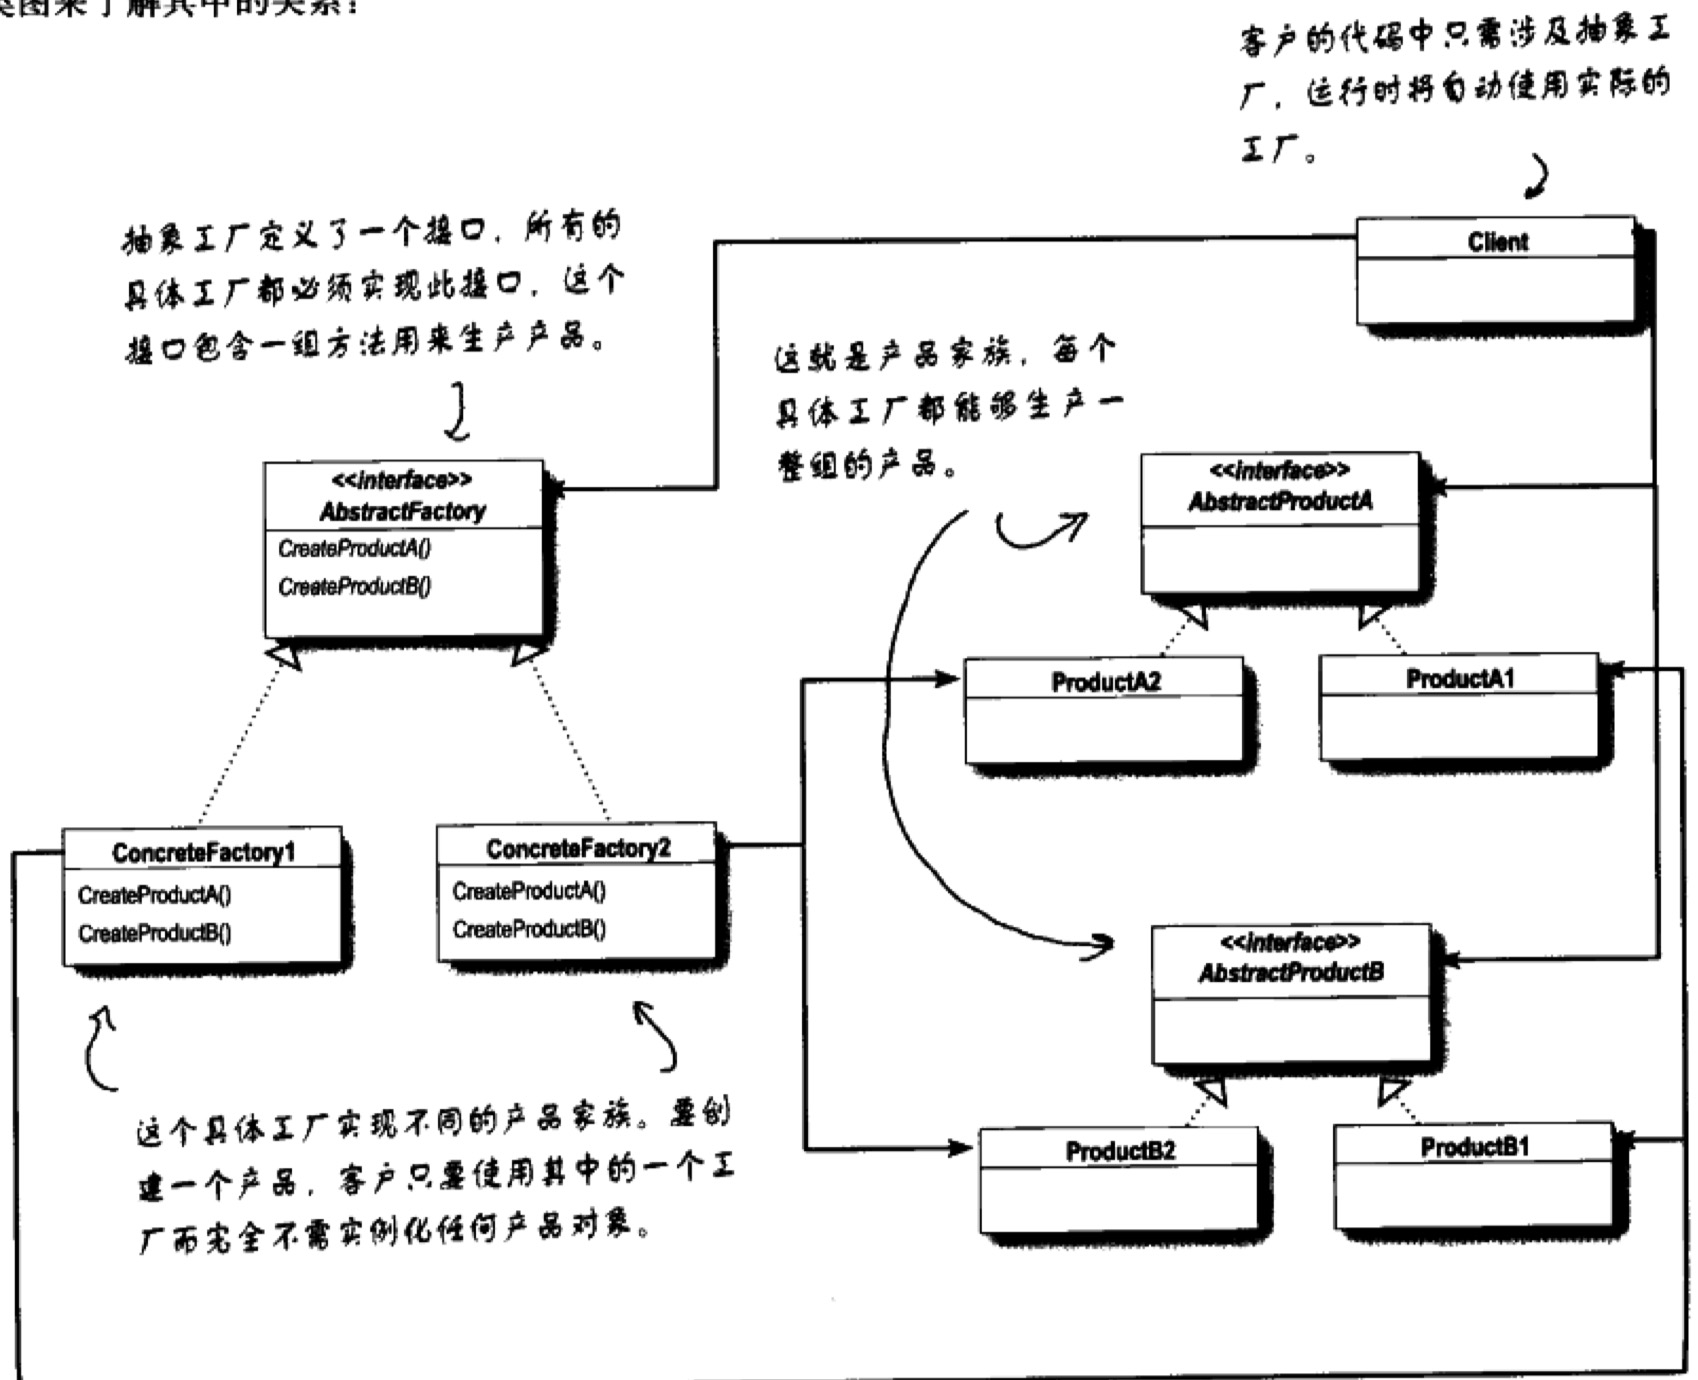 类图来了解其中的关系：
客户的代码中只需涉及抽象工
厂，运行时将自动使用实际的
工厂。
抽象工厂定义了一个接口，所有的
具体工厂都必须实现此接口，这个
接口包含一组方法用来生产产品。
Client
这就是产品家族，每个
具体工厂都能够生产一
整组的产品。
<<interface>>
AbstractFactory
CreateProductA()
CreateProductB()
<<interface>>
AbstractProductA
ProductA2
ProductA1
ConcreteFactory1
CreateProductA()
CreateProductB()
ConcreteFactory2
CreateProductA()
CreateProductB()
<<interface>>
AbstractProductB
ProductB2
ProductB1
这个具体工厂实现不同的产品家族。要创
建一个产品，客户只要使用其中的一个工
厂而完全不需实例化任何产品对象。